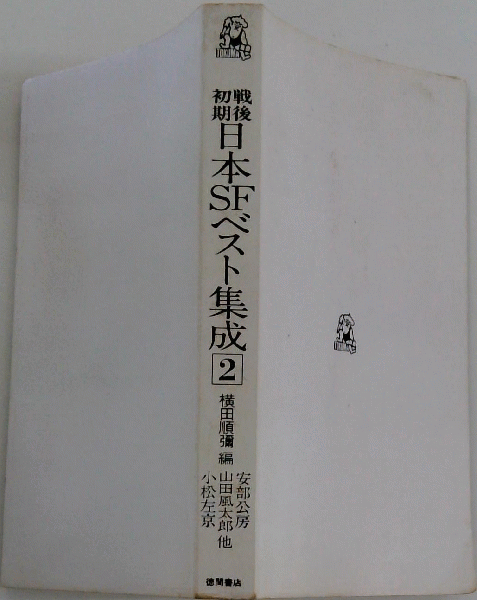 戦後
初期
日本SFベスト集成
2
横田順彌 編
安部公房
山田風太郎 他
小松左京
徳間書店